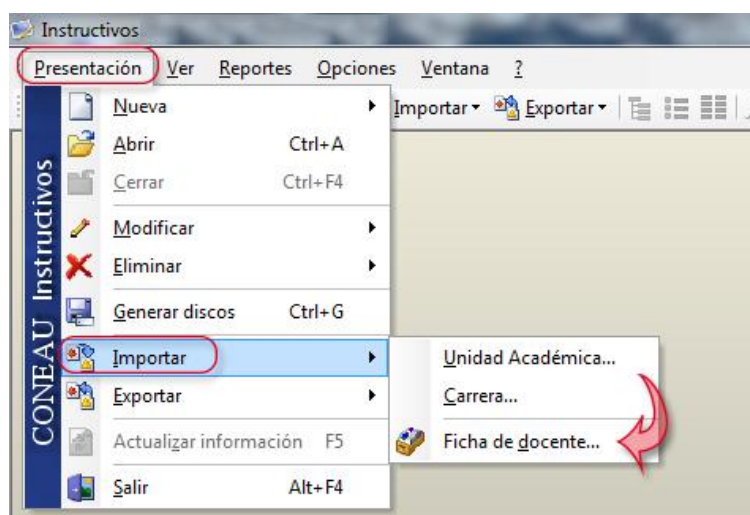 Instructivos
Presentación Ver Reportes Opciones Ventana ?
Importar Exportar
CONEAU Instructivos
Nueva
Abrir Ctrl+A
Cerrar Ctrl+F4
Modificar
Eliminar
Generar discos Ctrl+G
Importar
Exportar
Actualizar información F5
Salir Alt+F4
Unidad Académica...
Carrera...
Ficha de docente...